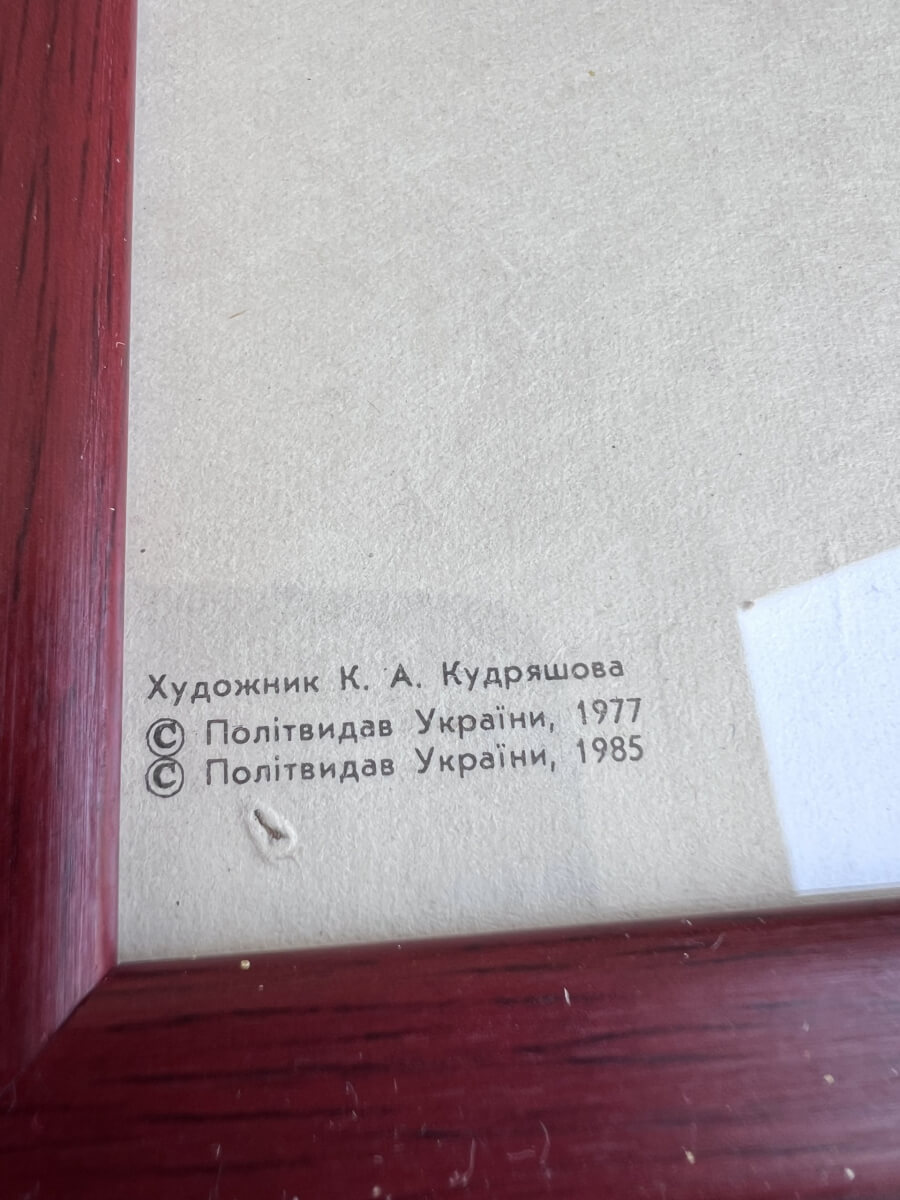 Художник К. А. Кудряшова
© Політвидав України, 1977
© Політвидав України, 1985